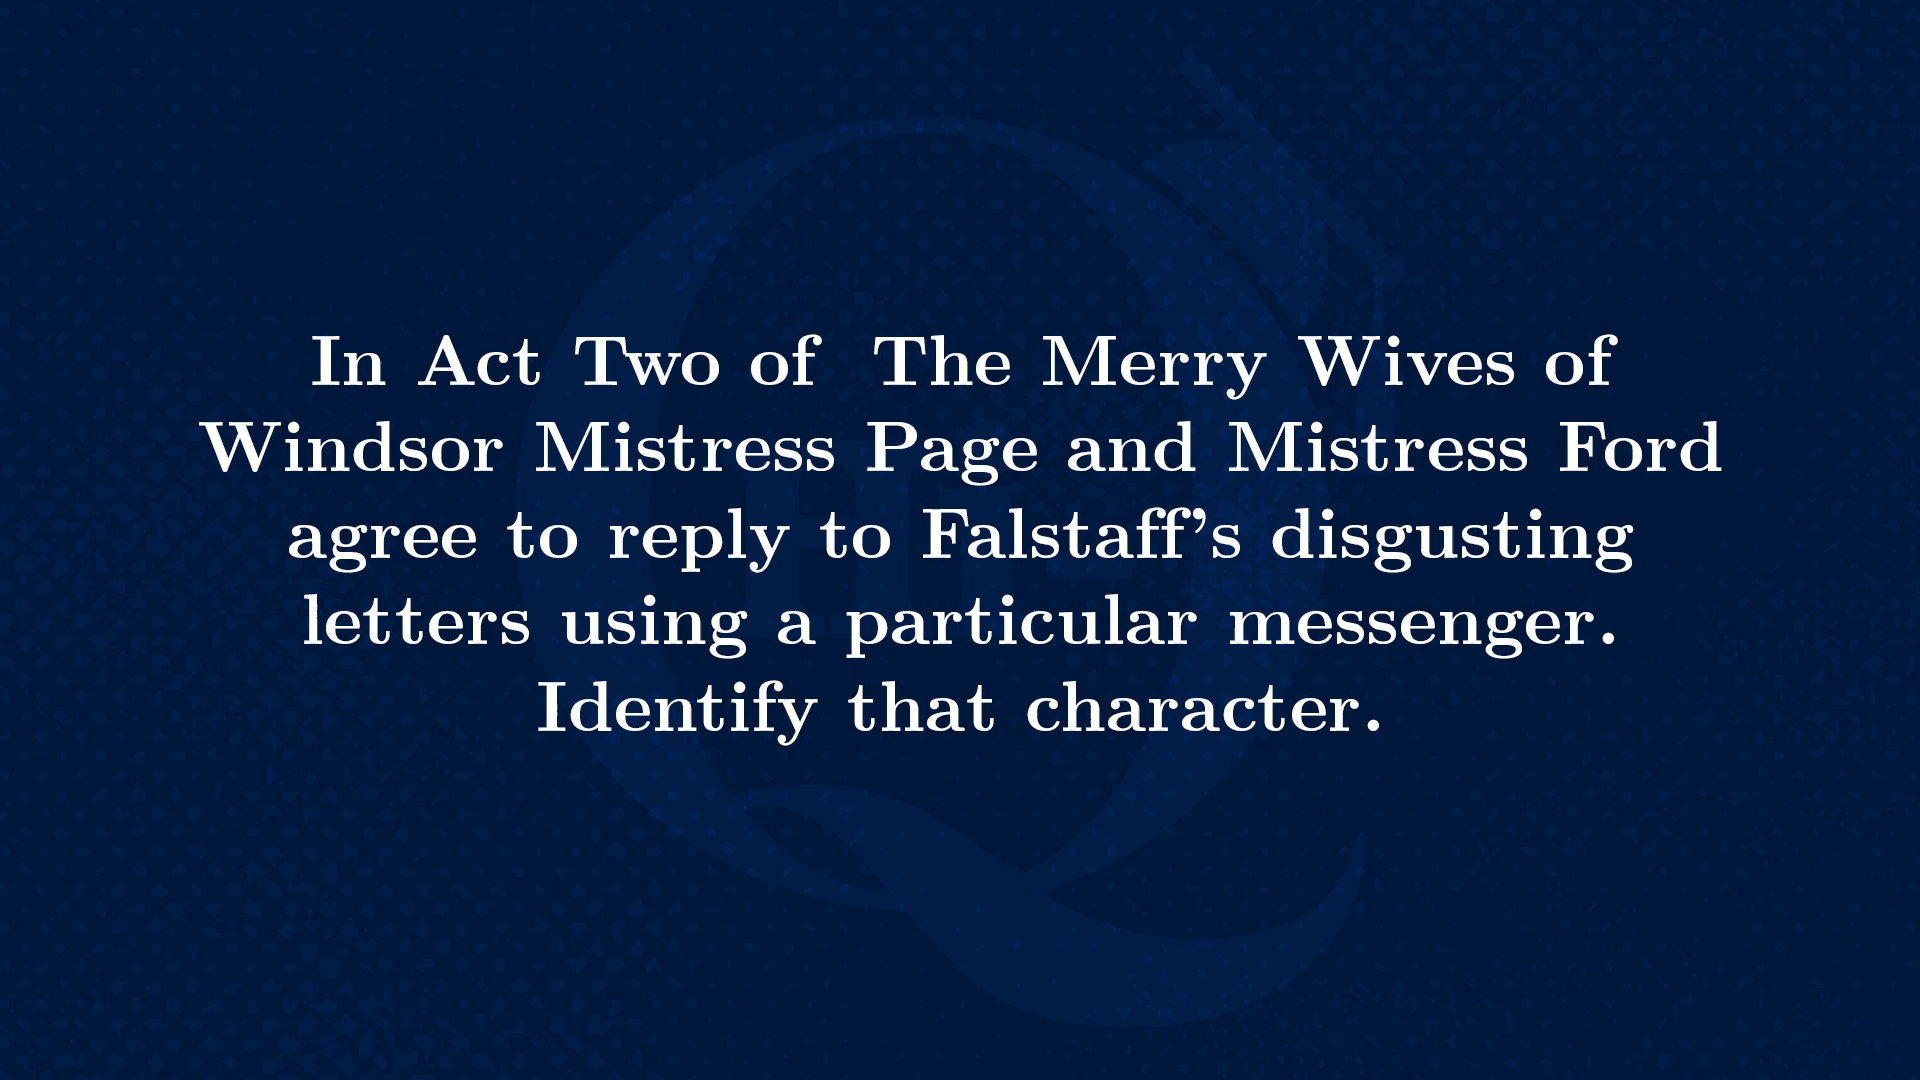 In Act Two of The Merry Wives of
Windsor Mistress Page and Mistress Ford
agree to reply to Falstaff’s disgusting
letters using a particular messenger.
Identify that character.